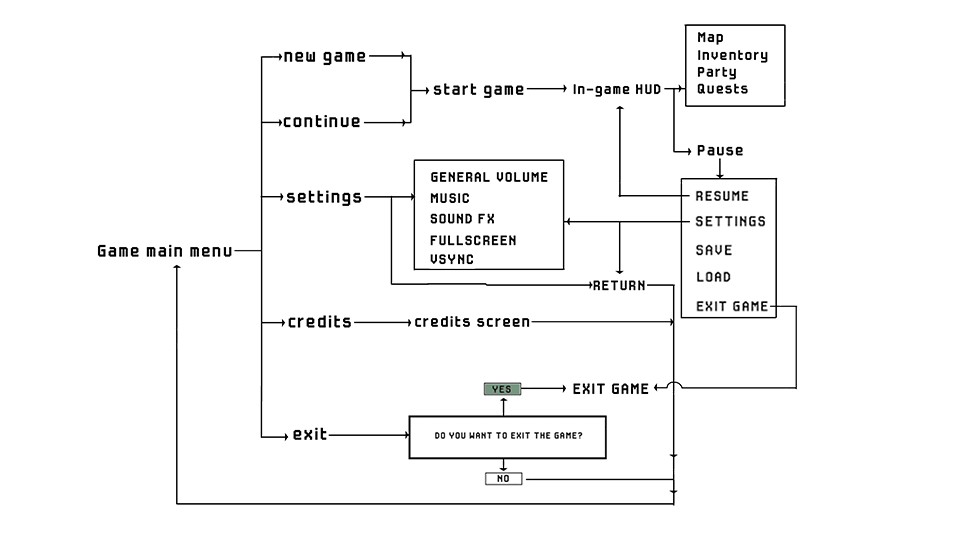 new game
continue
start game
In-game HUD
Map
Inventory
Party
Quests
Pause
settings
GENERAL VOLUME
MUSIC
SOUND FX
FULLSCREEN
VSYNC
RESUME
SETTINGS
SAVE
LOAD
EXIT GAME
Game main menu
RETURN
credits
credits screen
YES
EXIT GAME
exit
DO YOU WANT TO EXIT THE GAME?
NO